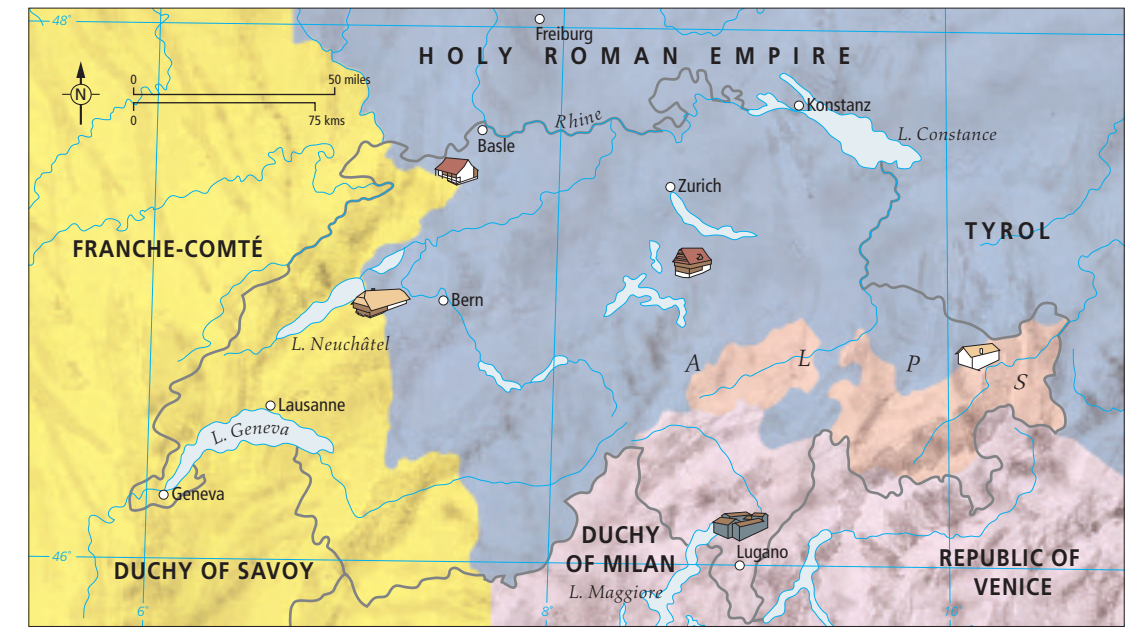 48°
Freiburg
HOLY ROMAN EMPIRE
0
50 miles
N
0
75 kms
Konstanz
Rhine
L. Constance
Basle
Zurich
TYROL
FRANCHE-COMTÉ
Bern
L. Neuchâtel
A L P S
Lausanne
L. Geneva
Geneva
DUCHY
OF MILAN
Lugano
46°
DUCHY OF SAVOY
REPUBLIC OF
VENICE
L. Maggiore
6°
8°
10°